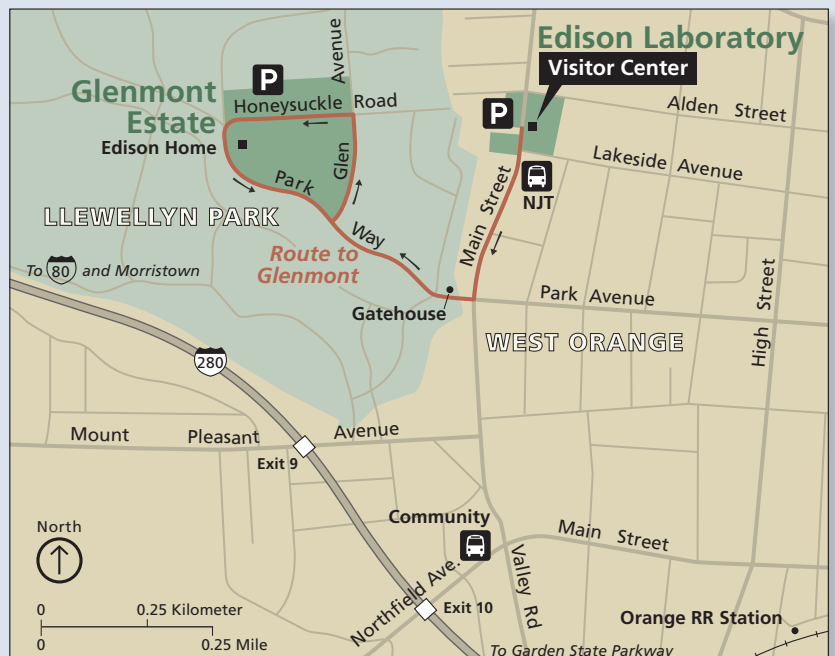 Edison Laboratory
Visitor Center
P
Glenmont
Estate
Avenue
Honeysuckle Road
P
Alden Street
Edison Home
Lakeside Avenue
Glen
Park
NJT
Main Street
LLEWELLYN PARK
Way
Route to
Glenmont
To 80 and Morristown
Park Avenue
High Street
Gatehouse
WEST ORANGE
280
Mount Pleasant Avenue
Exit 9
Community
North
Main Street
Valley Rd
Northfield Ave.
0 0.25 Kilometer
0 0.25 Mile
Exit 10
Orange RR Station
To Garden State Parkway